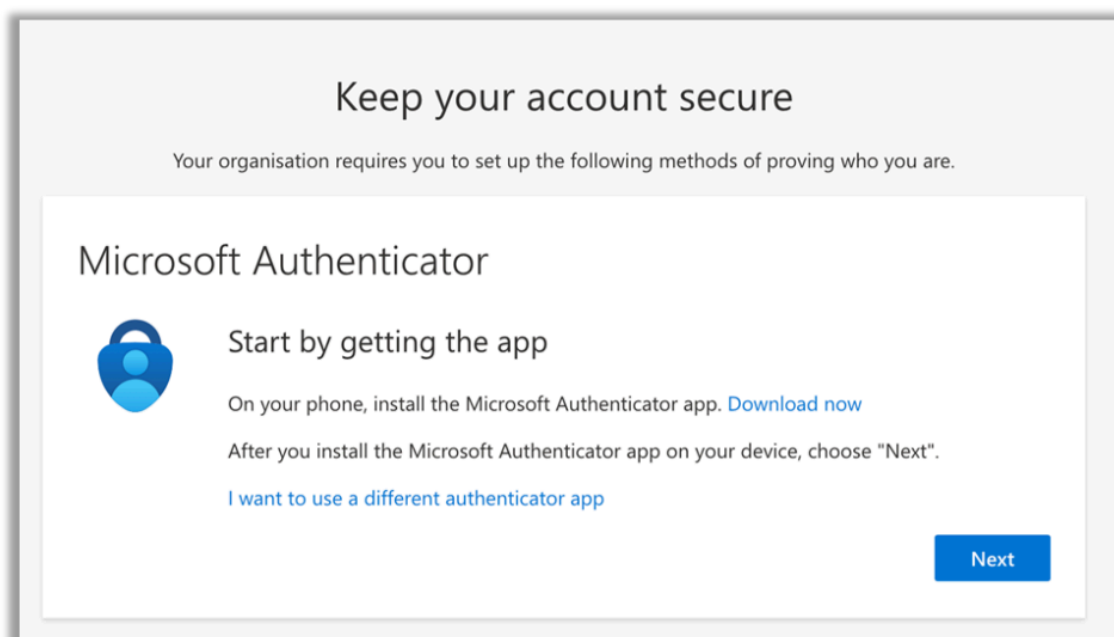 Keep your account secure
Your organisation requires you to set up the following methods of proving who you are.
Microsoft Authenticator
Start by getting the app
On your phone, install the Microsoft Authenticator app. Download now
After you install the Microsoft Authenticator app on your device, choose "Next".
I want to use a different authenticator app
Next